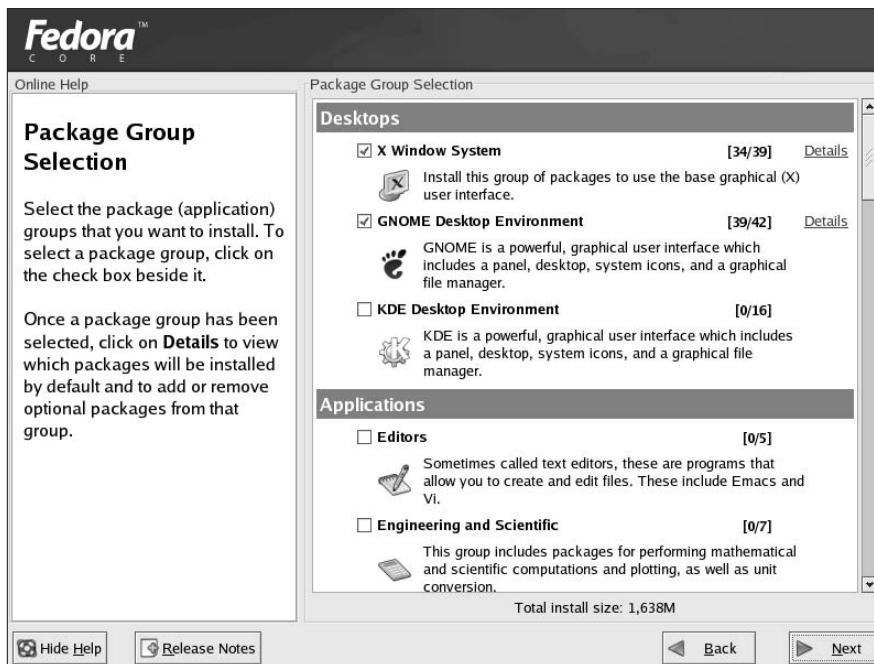 Fedora™
CORE
Online Help
Package Group
Selection
Select the package (application)
groups that you want to install. To
select a package group, click on
the check box beside it.
Once a package group has been
selected, click on Details to view
which packages will be installed
by default and to add or remove
optional packages from that
group.
Package Group Selection
Desktops
X Window System [34/39] Details
Install this group of packages to use the base graphical (X)
user interface.
GNOME Desktop Environment [39/42] Details
GNOME is a powerful, graphical user interface which
includes a panel, desktop, system icons, and a graphical
file manager.
KDE Desktop Environment [0/16]
KDE is a powerful, graphical user interface which includes
a panel, desktop, system icons, and a graphical file
manager.
Applications
Editors [0/5]
Sometimes called text editors, these are programs that
allow you to create and edit files. These include Emacs and
Vi.
Engineering and Scientific [0/7]
This group includes packages for performing mathematical
and scientific computations and plotting, as well as unit
conversion.
Total install size: 1,638M
Hide Help
Release Notes
Back
Next